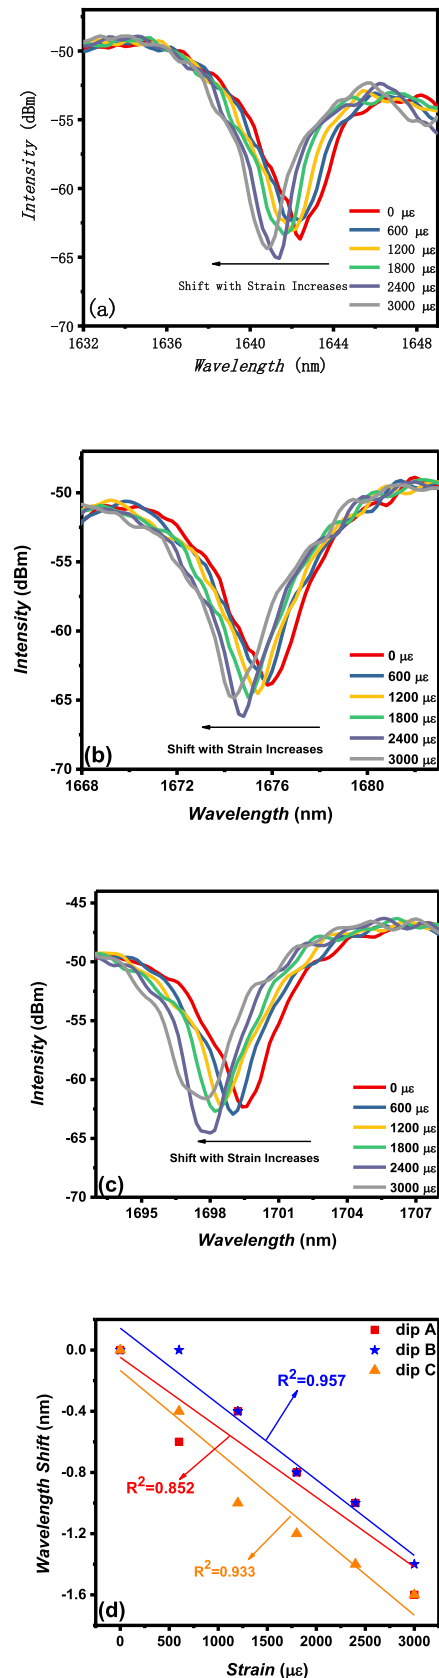 -50
-55
-60
-65
-70
Intensity (dBm)
0 με
600 με
1200 με
1800 με
2400 με
3000 με
Shift with Strain Increases
(a)
1632 1636 1640 1644 1648
Wavelength (nm)
-50
-55
-60
-65
-70
Intensity (dBm)
0 με
600 με
1200 με
1800 με
2400 με
3000 με
Shift with Strain Increases
(b)
1668 1672 1676 1680
Wavelength (nm)
-45
-50
-55
-60
-65
-70
Intensity (dBm)
0 με
600 με
1200 με
1800 με
2400 με
3000 με
Shift with Strain Increases
(c)
1695 1698 1701 1704 1707
Wavelength (nm)
0.0
-0.4
-0.8
-1.2
-1.6
Wavelength Shift (nm)
dip A
dip B
dip C
R²=0.957
R²=0.852
R²=0.933
(d)
0 500 1000 1500 2000 2500 3000
Strain (με)